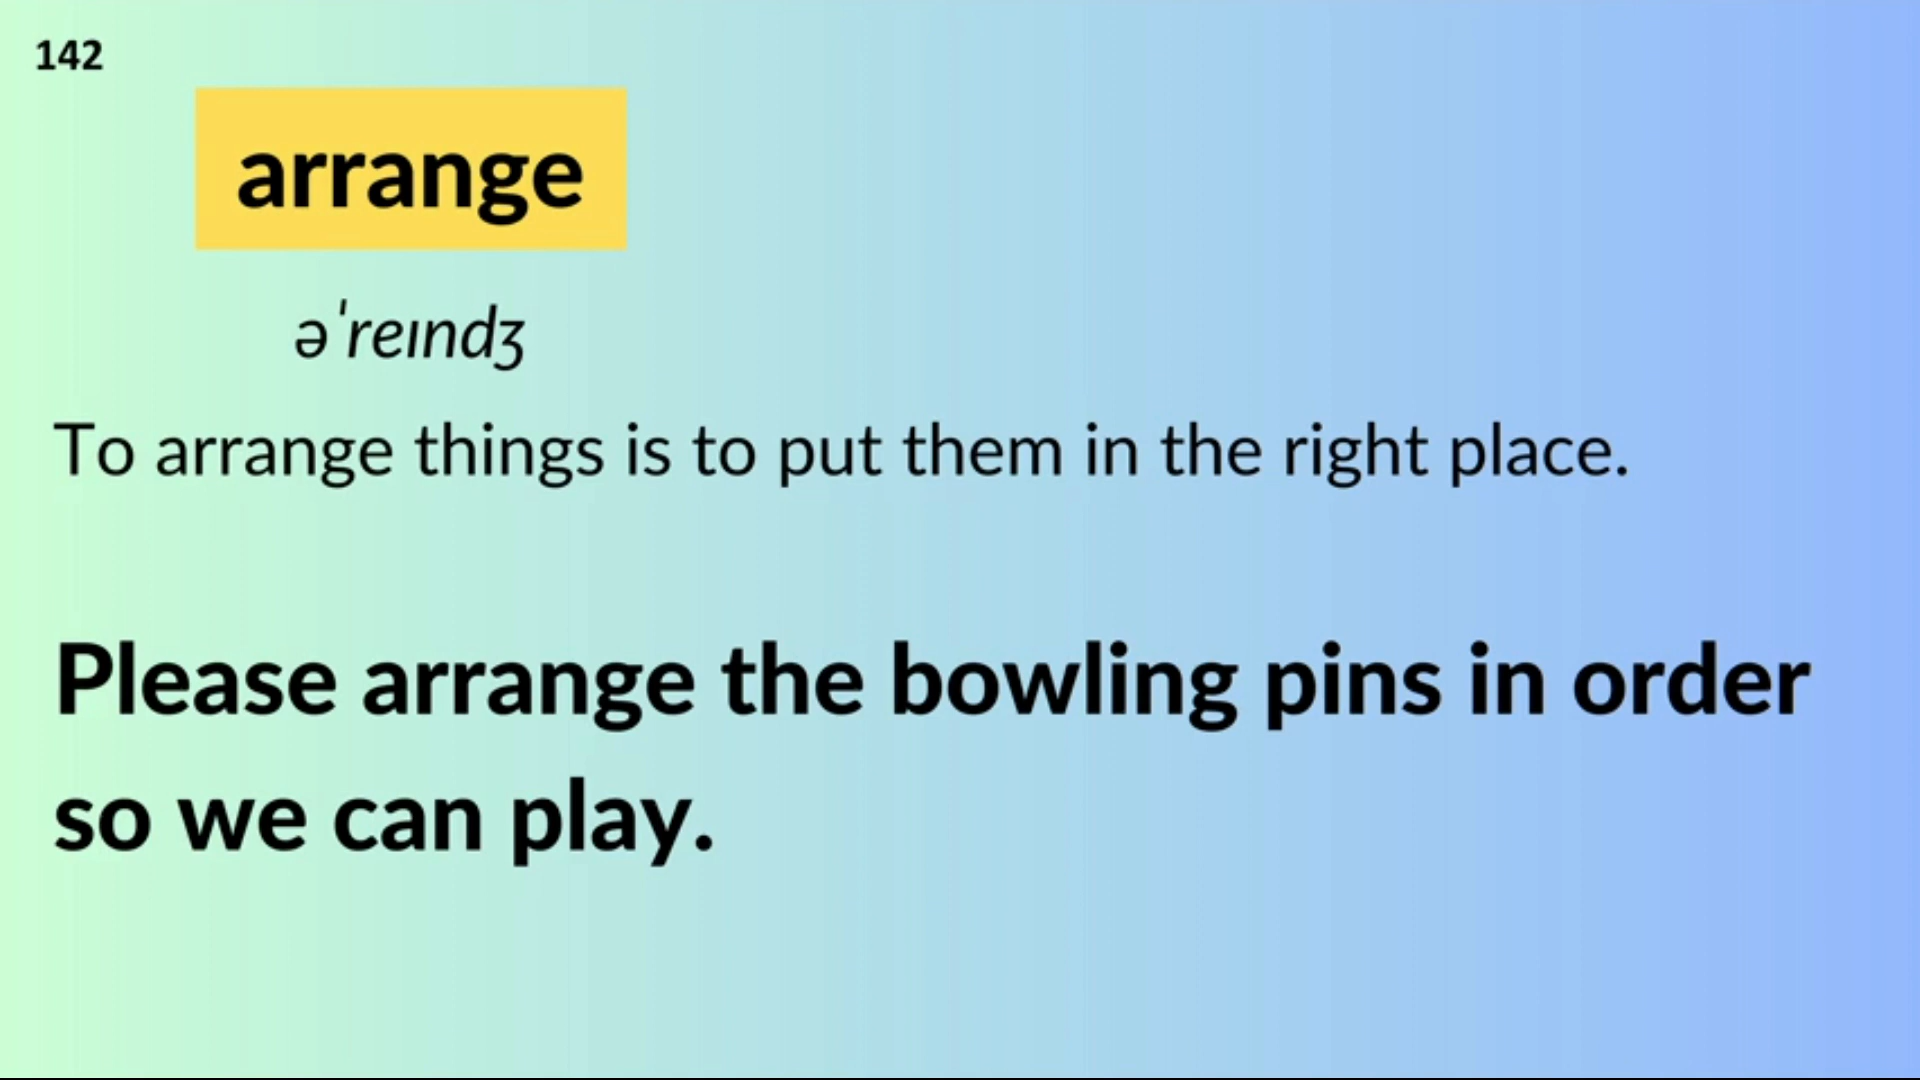 142
arrange
əˈreɪndʒ
To arrange things is to put them in the right place.
Please arrange the bowling pins in order
so we can play.